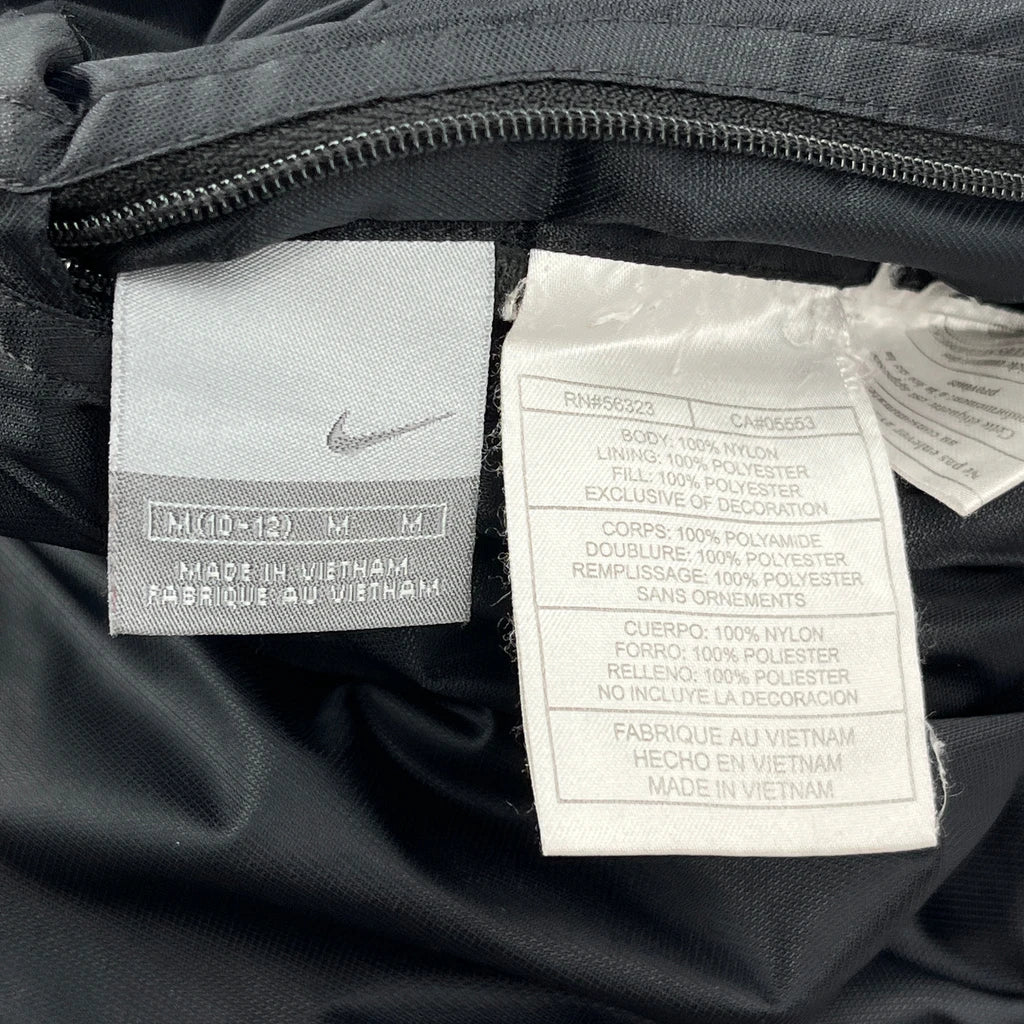 M(10-12) M M
MADE IN VIETNAM
FABRIQUE AU VIETNAM
RN#56323 CA#05553
BODY: 100% NYLON
LINING: 100% POLYESTER
FILL: 100% POLYESTER
EXCLUSIVE OF DECORATION
CORPS: 100% POLYAMIDE
DOUBLURE: 100% POLYESTER
REMPLISSAGE: 100% POLYESTER
SANS ORNEMENTS
CUERPO: 100% NYLON
FORRO: 100% POLIESTER
RELLENO: 100% POLIESTER
NO INCLUYE LA DECORACION
FABRIQUE AU VIETNAM
HECHO EN VIETNAM
MADE IN VIETNAM
Ni pas
au